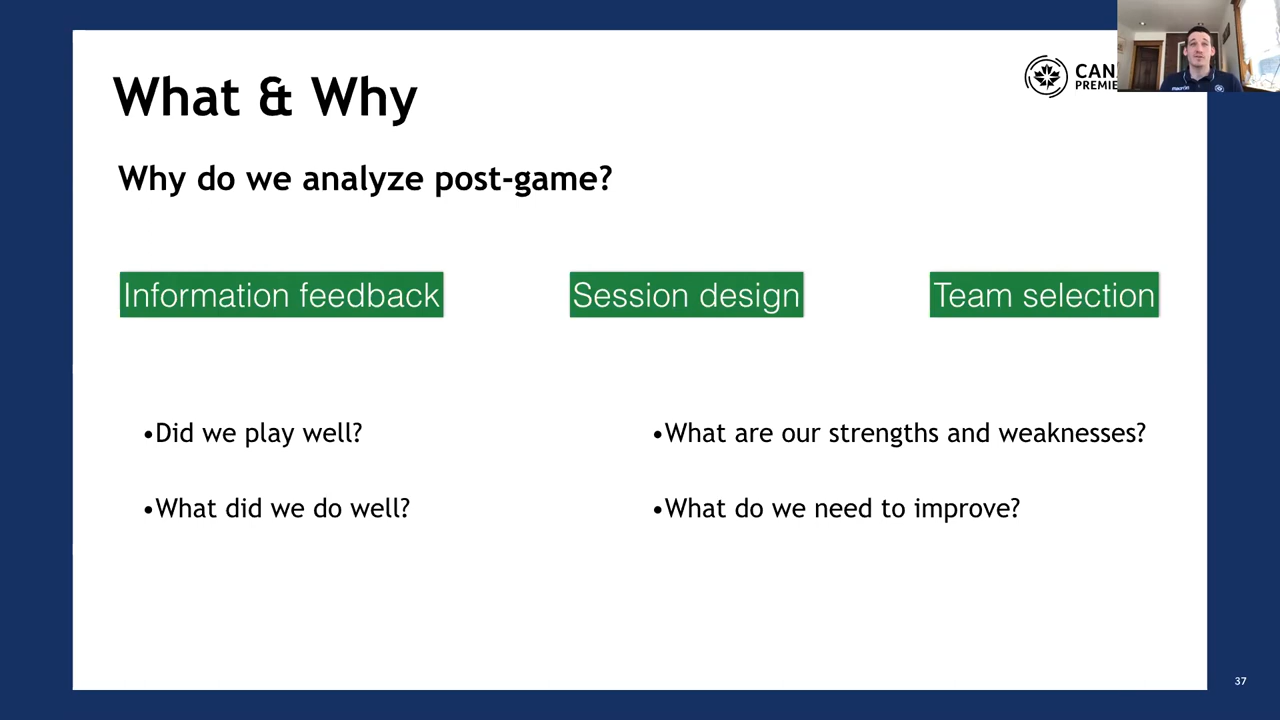 What & Why
CAN
PREMIE
macron
Why do we analyze post-game?
Information feedback
Session design
Team selection
•Did we play well?
•What are our strengths and weaknesses?
•What did we do well?
•What do we need to improve?
37